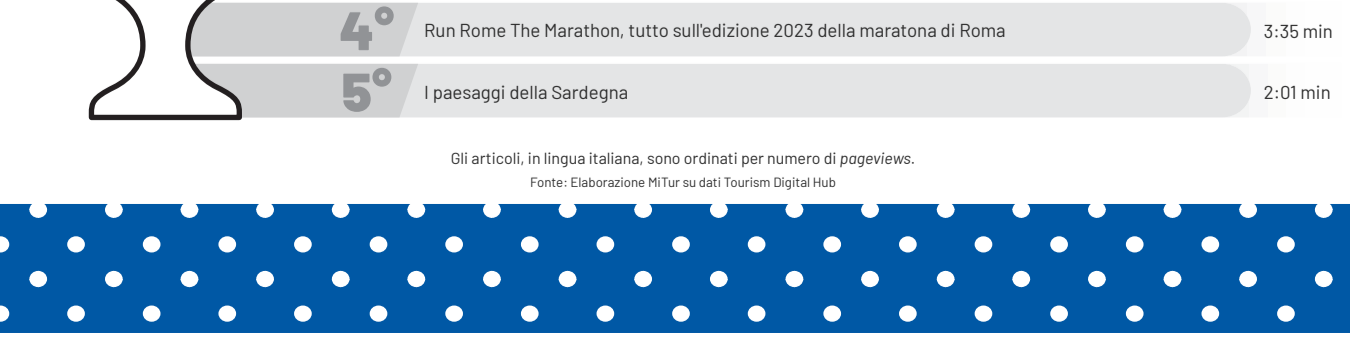 4° Run Rome The Marathon, tutto sull'edizione 2023 della maratona di Roma 3:35 min
5° I paesaggi della Sardegna 2:01 min
Gli articoli, in lingua italiana, sono ordinati per numero di pageviews.
Fonte: Elaborazione MiTur su dati Tourism Digital Hub